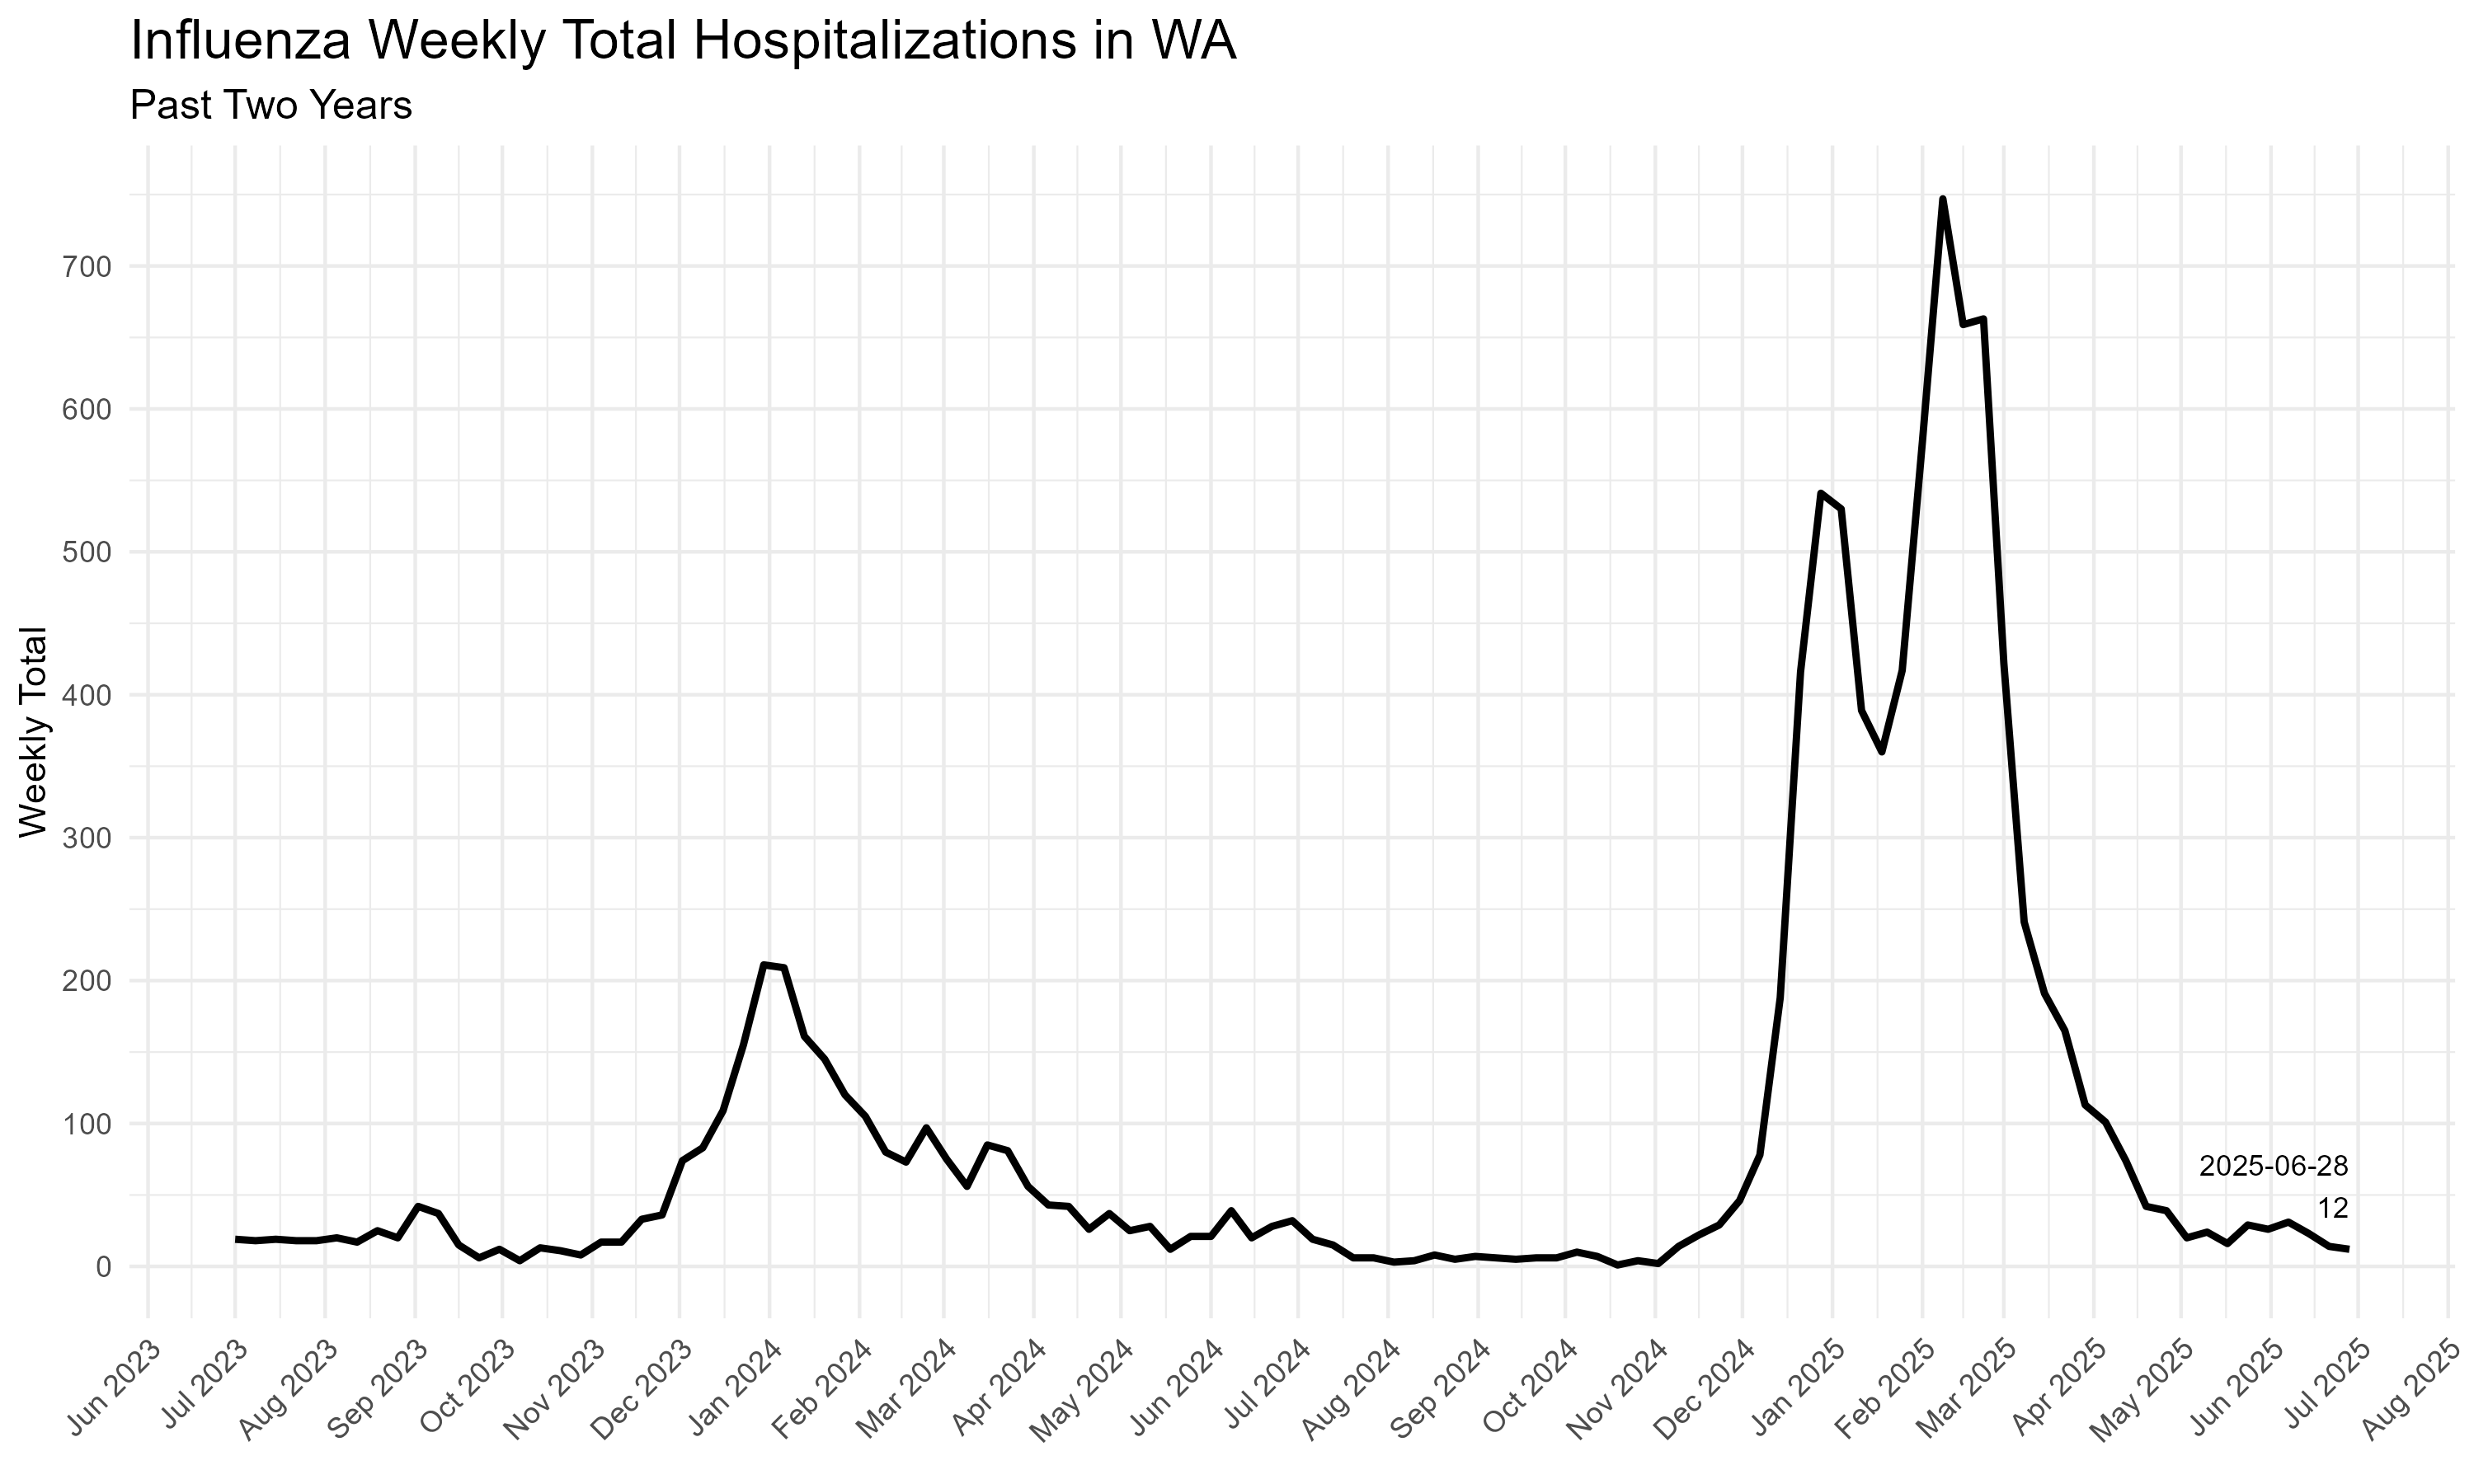 Influenza Weekly Total Hospitalizations in WA
Past Two Years
Weekly Total
700
600
500
400
300
200
100
0
2025-06-28
12
Jun 2023
Jul 2023
Aug 2023
Sep 2023
Oct 2023
Nov 2023
Dec 2023
Jan 2024
Feb 2024
Mar 2024
Apr 2024
May 2024
Jun 2024
Jul 2024
Aug 2024
Sep 2024
Oct 2024
Nov 2024
Dec 2024
Jan 2025
Feb 2025
Mar 2025
Apr 2025
May 2025
Jun 2025
Jul 2025
Aug 2025